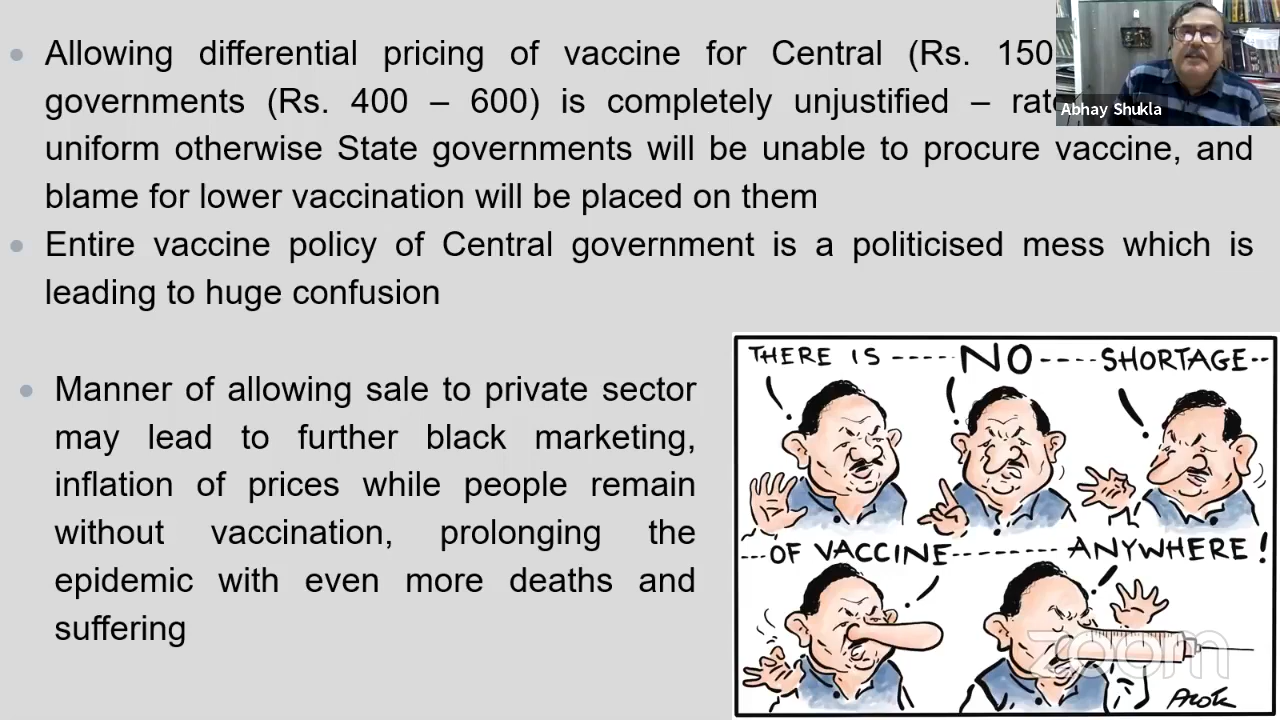 Allowing differential pricing of vaccine for Central (Rs. 150
governments (Rs. 400 – 600) is completely unjustified –
uniform otherwise State governments will be unable to procure vaccine, and
blame for lower vaccination will be placed on them
Entire vaccine policy of Central government is a politicised mess which is
leading to huge confusion
Manner of allowing sale to private sector
may lead to further black marketing,
inflation of prices while people remain
without vaccination, prolonging the
epidemic with even more deaths and
suffering
Abhay Shukla
THERE IS ----- NO ---- SHORTAGE--
---OF VACCINE-------- ANYWHERE!
zoom